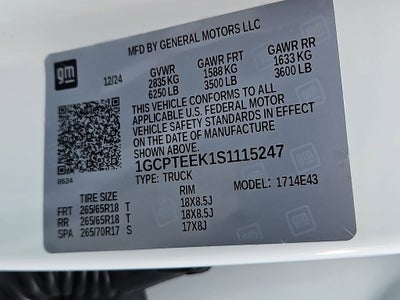 MFD BY GENERAL MOTORS LLC
gm
12/24
GVWR GAWR FRT GAWR RR
2835 KG 1588 KG 1633 KG
6250 LB 3500 LB 3600 LB
THIS VEHICLE CONFORMS TO ALL
APPLICABLE U.S. FEDERAL MOTOR
VEHICLE SAFETY STANDARDS IN EFFECT
ON THE DATE OF MANUFACTURE
SHOWN ABOVE.
8624
1GCPTEEK1S1115247
TYPE: TRUCK MODEL: 1714E43
TIRE SIZE RIM
FRT 265/65R18 T 18X8.5J
RR 265/65R18 T 18X8.5J
SPA 265/70R17 S 17X8J